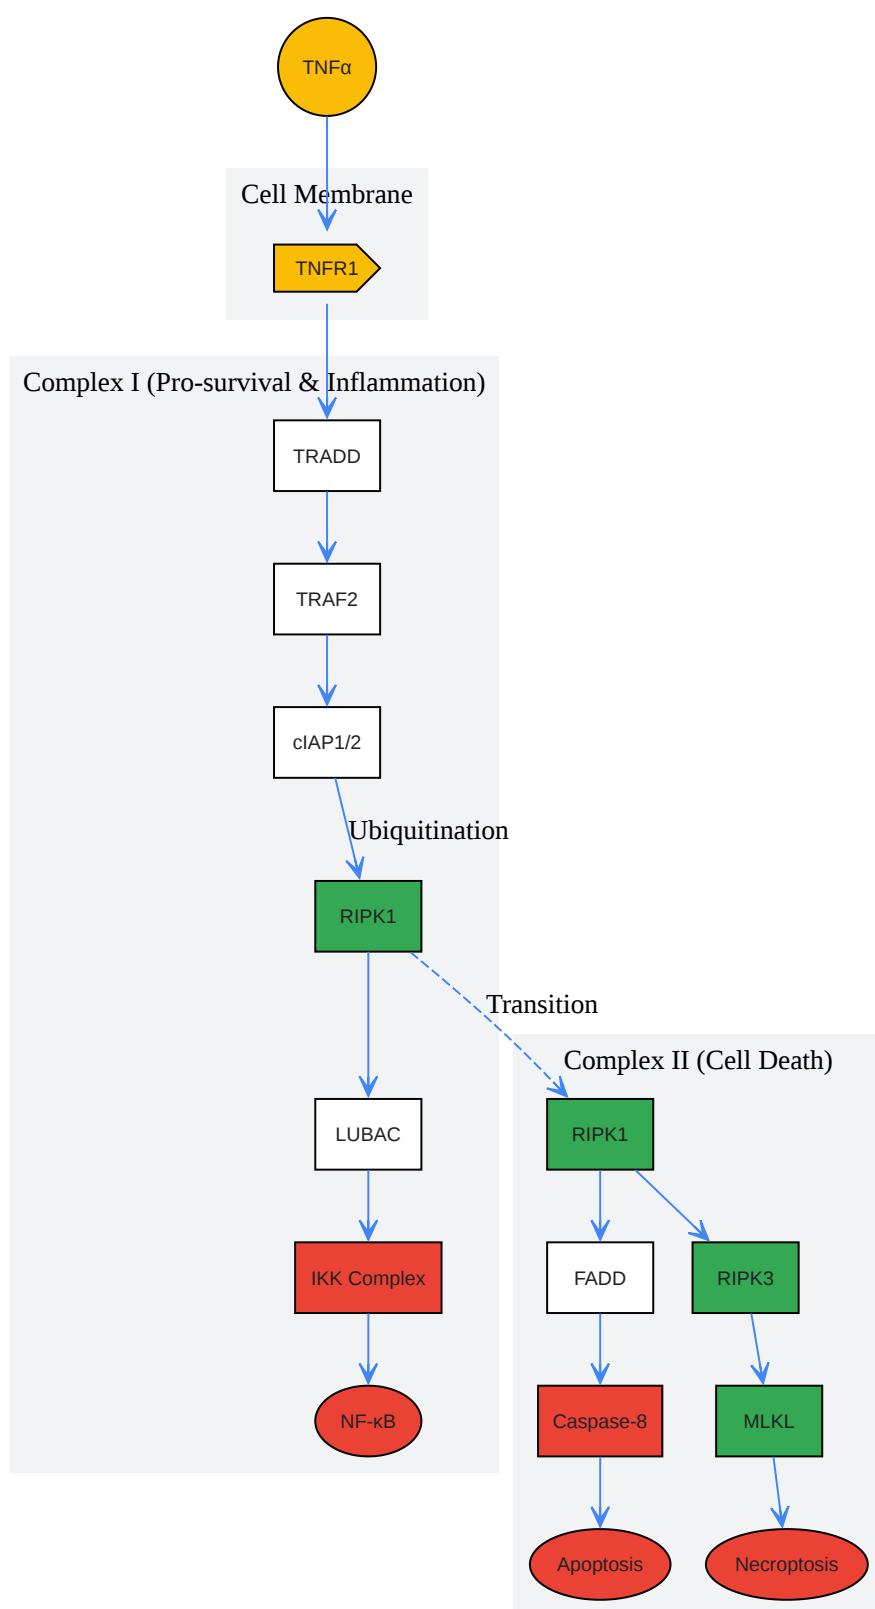 TNFα
Cell Membrane
TNFR1
Complex I (Pro-survival & Inflammation)
TRADD
TRAF2
cIAP1/2
Ubiquitination
RIPK1
Transition
Complex II (Cell Death)
LUBAC
RIPK1
IKK Complex
FADD
RIPK3
NF-κB
Caspase-8
MLKL
Apoptosis
Necroptosis